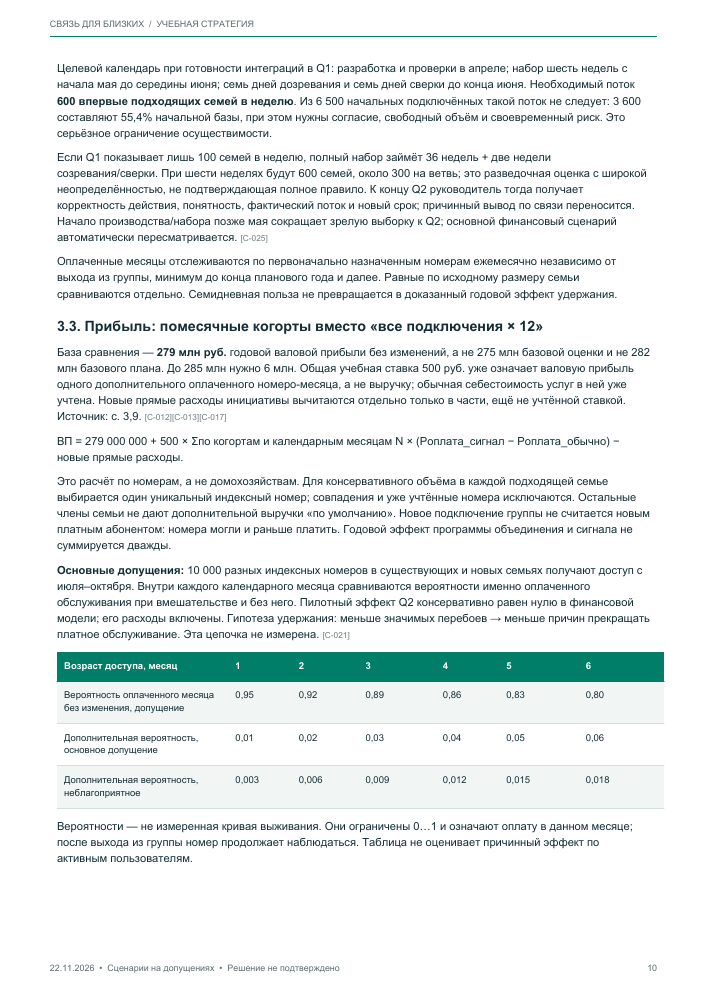 СВЯЗЬ ДЛЯ БЛИЗКИХ / УЧЕБНАЯ СТРАТЕГИЯ
Целевой календарь при готовности интеграций в Q1: разработка и проверки в апреле; набор шесть недель с
начала мая до середины июня; семь дней дозревания и семь дней сверки до конца июня. Необходимый поток
600 впервые подходящих семей в неделю. Из 6 500 начальных подключённых такой поток не следует: 3 600
составляют 55,4% начальной базы, при этом нужны согласие, свободный объём и своевременный риск. Это
серьёзное ограничение осуществимости.
Если Q1 показывает лишь 100 семей в неделю, полный набор займёт 36 недель + две недели
созревания/сверки. При шести неделях будут 600 семей, около 300 на ветвь; это разведочная оценка с широкой
неопределённостью, не подтверждающая полное правило. К концу Q2 руководитель тогда получает
корректность действия, понятность, фактический поток и новый срок; причинный вывод по связи переносится.
Начало производства/набора позже мая сокращает зрелую выборку к Q2; основной финансовый сценарий
автоматически пересматривается. [C-025]
Оплаченные месяцы отслеживаются по первоначально назначенным номерам ежемесячно независимо от
выхода из группы, минимум до конца планового года и далее. Равные по исходному размеру семьи
сравниваются отдельно. Семидневная польза не превращается в доказанный годовой эффект удержания.
3.3. Прибыль: помесячные когорты вместо «все подключения × 12»
База сравнения — 279 млн руб. годовой валовой прибыли без изменений, а не 275 млн базовой оценки и не 282
млн базового плана. До 285 млн нужно 6 млн. Общая учебная ставка 500 руб. уже означает валовую прибыль
одного дополнительного оплаченного номеро-месяца, а не выручку; обычная себестоимость услуг в ней уже
учтена. Новые прямые расходы инициативы вычитаются отдельно только в части, ещё не учтённой ставкой.
Источник: с. 3,9. [C-012][C-013][C-017]
ВП = 279 000 000 + 500 × Σпо когортам и календарным месяцам N × (Pоплата_сигнал − Pоплата_обычно) −
новые прямые расходы.
Это расчёт по номерам, а не домохозяйствам. Для консервативного объёма в каждой подходящей семье
выбирается один уникальный индексный номер; совпадения и уже учтённые номера исключаются. Остальные
члены семьи не дают дополнительной выручки «по умолчанию». Новое подключение группы не считается новым
платным абонентом: номера могли и раньше платить. Годовой эффект программы объединения и сигнала не
суммируется дважды.
Основные допущения: 10 000 разных индексных номеров в существующих и новых семьях получают доступ с
июля–октября. Внутри каждого календарного месяца сравниваются вероятности именно оплаченного
обслуживания при вмешательстве и без него. Пилотный эффект Q2 консервативно равен нулю в финансовой
модели; его расходы включены. Гипотеза удержания: меньше значимых перебоев → меньше причин прекращать
платное обслуживание. Эта цепочка не измерена. [C-021]
Возраст доступа, месяц 1 2 3 4 5 6
Вероятность оплаченного месяца 0,95 0,92 0,89 0,86 0,83 0,80
без изменения, допущение
Дополнительная вероятность, 0,01 0,02 0,03 0,04 0,05 0,06
основное допущение
Дополнительная вероятность, 0,003 0,006 0,009 0,012 0,015 0,018
неблагоприятное
Вероятности — не измеренная кривая выживания. Они ограничены 0…1 и означают оплату в данном месяце;
после выхода из группы номер продолжает наблюдаться. Таблица не оценивает причинный эффект по
активным пользователям.
22.11.2026 • Сценарии на допущениях • Решение не подтверждено 10